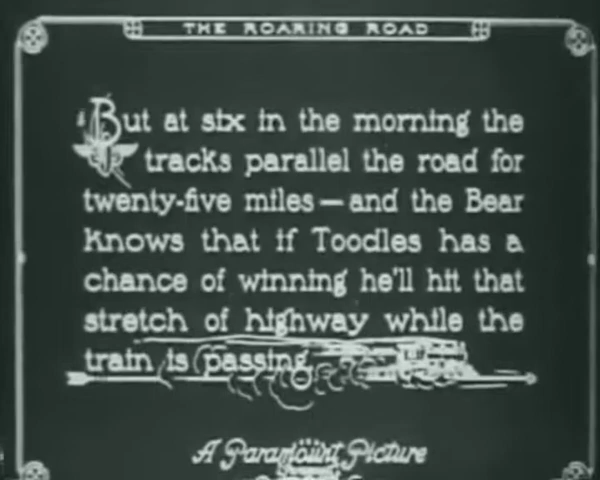 THE ROARING ROAD
But at six in the morning the
tracks parallel the road for
twenty-five miles — and the Bear
knows that if Toodles has a
chance of winning he'll hit that
stretch of highway while the
train is passing.
A Paramount Picture